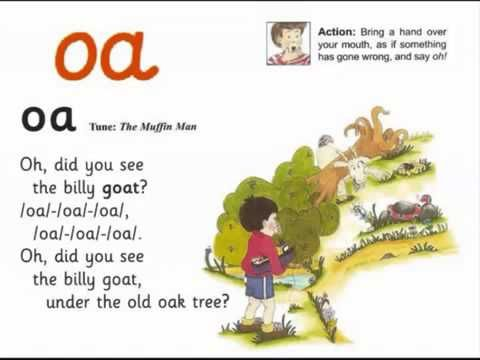 oa
Action: Bring a hand over
your mouth, as if something
has gone wrong, and say oh!
oa Tune: The Muffin Man
Oh, did you see
the billy goat?
/oa/-/oa/-/oa/,
/oa/-/oa/-/oa/.
Oh, did you see
the billy goat,
under the old oak tree?